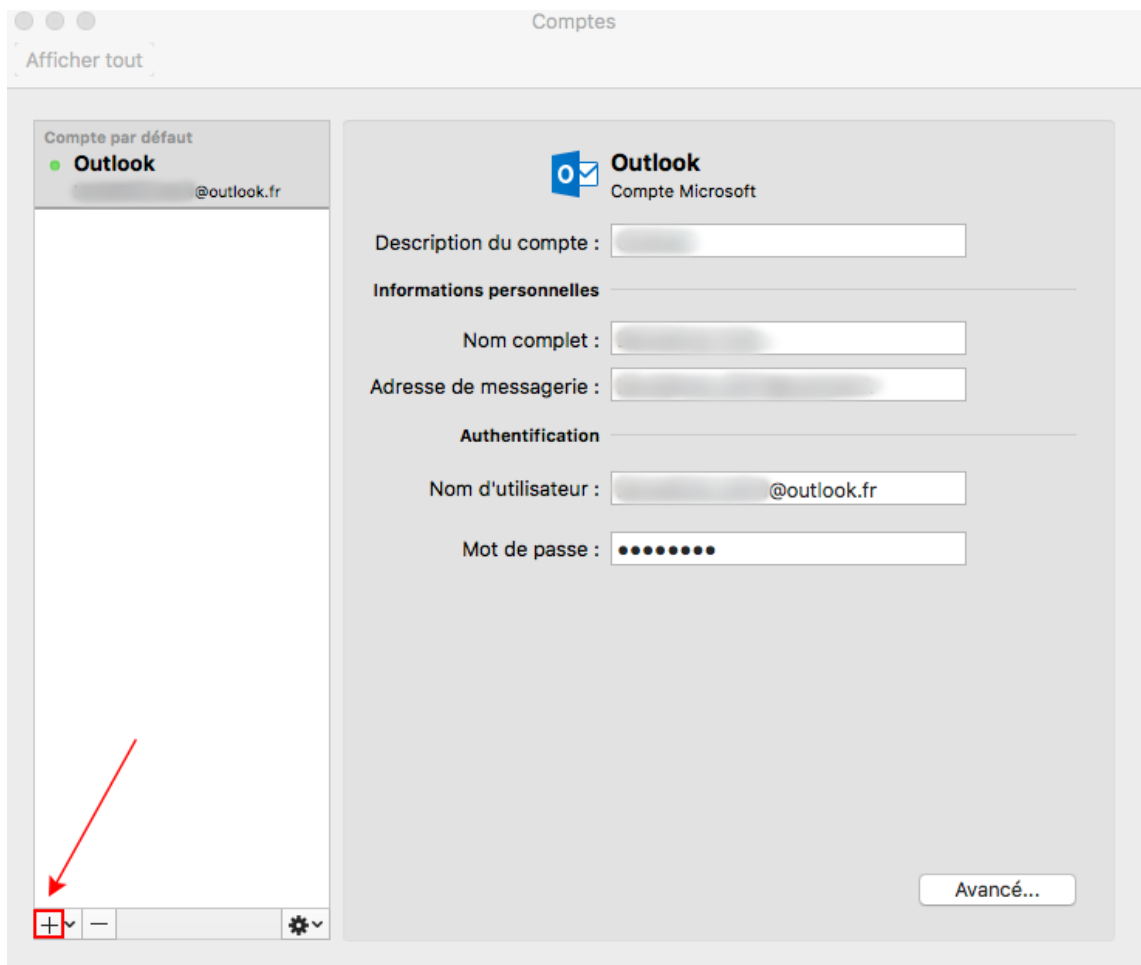 Comptes
Afficher tout
Compte par défaut
Outlook
@outlook.fr
Outlook
Compte Microsoft
Description du compte :
Informations personnelles
Nom complet :
Adresse de messagerie :
Authentification
Nom d'utilisateur : @outlook.fr
Mot de passe : ••••••••
Avancé...